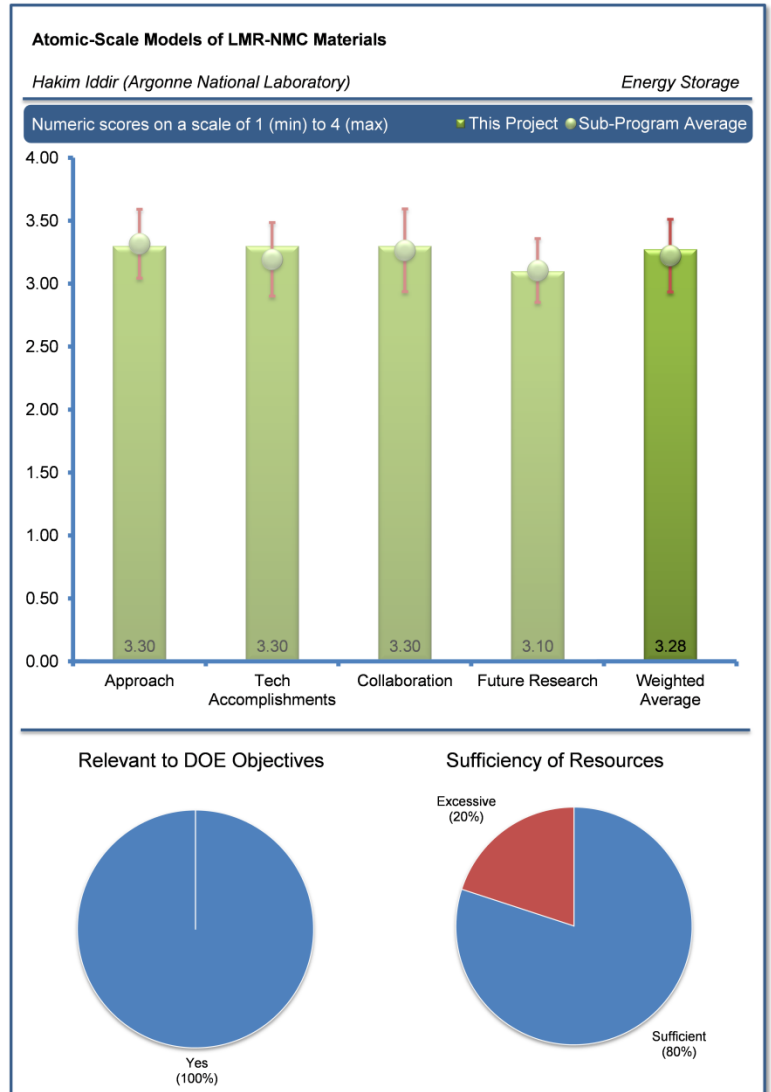 Atomic-Scale Models of LMR-NMC Materials
Hakim Iddir (Argonne National Laboratory) Energy Storage
Numeric scores on a scale of 1 (min) to 4 (max) This Project Sub-Program Average
4.00
3.50
3.00
2.50
2.00
1.50
1.00
0.50
0.00
3.30 3.30 3.30 3.10 3.28
Approach Tech Accomplishments Collaboration Future Research Weighted Average
Relevant to DOE Objectives Sufficiency of Resources
Excessive
(20%)
Sufficient
(80%)
Yes
(100%)